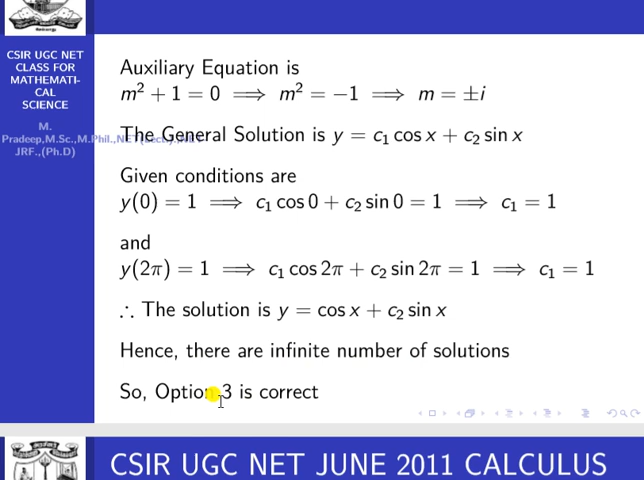 CSIR UGC NET
CLASS FOR
MATHEMATI-
CAL
SCIENCE
M.
Pradeep,M.Sc.,M.Phil.,
JRF.,(Ph.D)
Auxiliary Equation is
m² + 1 = 0 ⟹ m² = −1 ⟹ m = ±i
The General Solution is y = c₁ cos x + c₂ sin x
Given conditions are
y(0) = 1 ⟹ c₁ cos 0 + c₂ sin 0 = 1 ⟹ c₁ = 1
and
y(2π) = 1 ⟹ c₁ cos 2π + c₂ sin 2π = 1 ⟹ c₁ = 1
∴ The solution is y = cos x + c₂ sin x
Hence, there are infinite number of solutions
So, Option 3 is correct
CSIR UGC NET JUNE 2011 CALCULUS